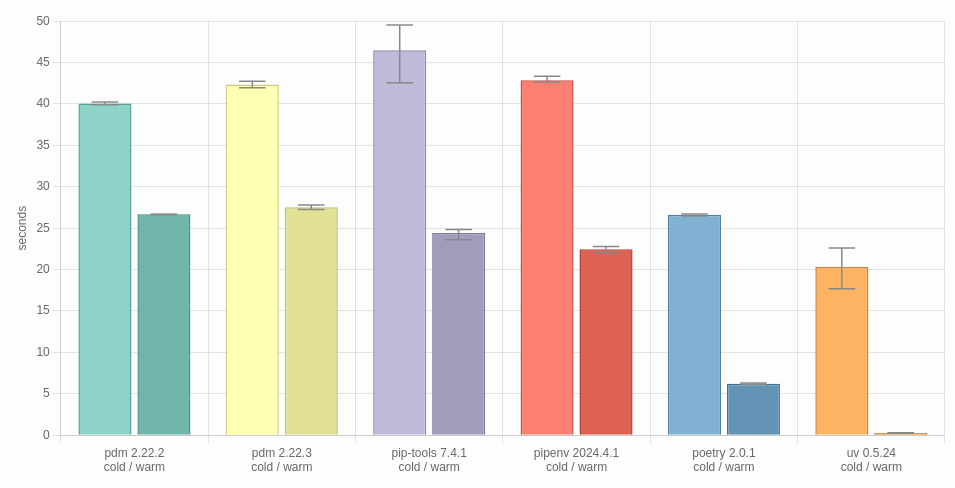 50
45
40
35
30
25
20
15
10
5
0
seconds
pdm 2.22.2
cold / warm
pdm 2.22.3
cold / warm
pip-tools 7.4.1
cold / warm
pipenv 2024.4.1
cold / warm
poetry 2.0.1
cold / warm
uv 0.5.24
cold / warm